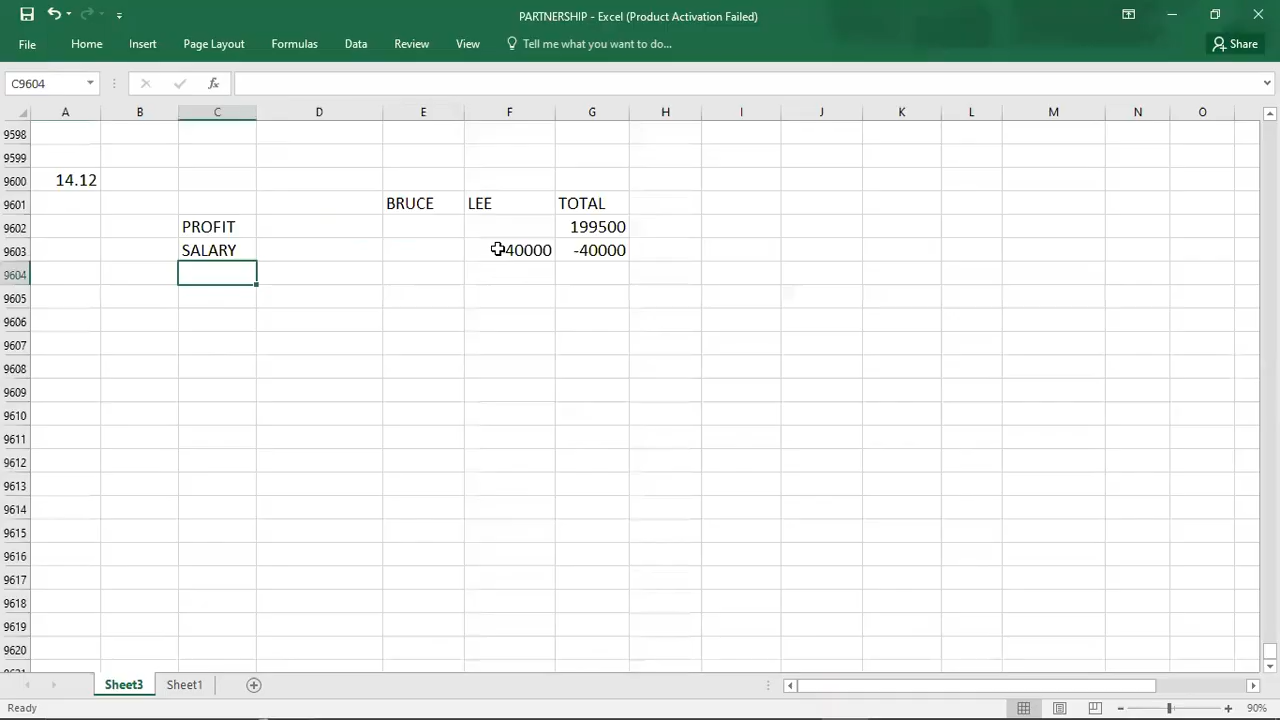 PARTNERSHIP - Excel (Product Activation Failed)
File Home Insert Page Layout Formulas Data Review View Tell me what you want to do... Share
C9604
A B C D E F G H I J K L M N O
9598
9599
9600 14.12
9601 BRUCE LEE TOTAL
9602 PROFIT 199500
9603 SALARY 40000 -40000
9604
9605
9606
9607
9608
9609
9610
9611
9612
9613
9614
9615
9616
9617
9618
9619
9620
Sheet3 Sheet1
Ready 90%